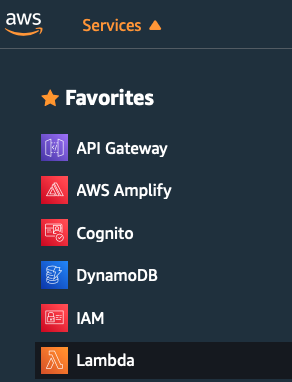 aws
Services
Favorites
API Gateway
AWS Amplify
Cognito
DynamoDB
IAM
Lambda